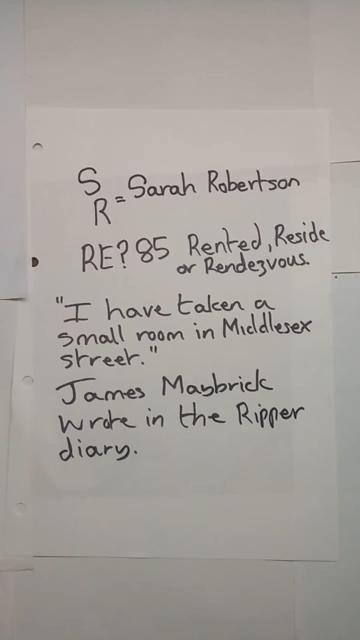 S
R = Sarah Robertson
RE? 85 Rented, Reside
or Rendezvous.
"I have taken a
small room in Middlesex
street."
James Maybrick
wrote in the Ripper
diary.